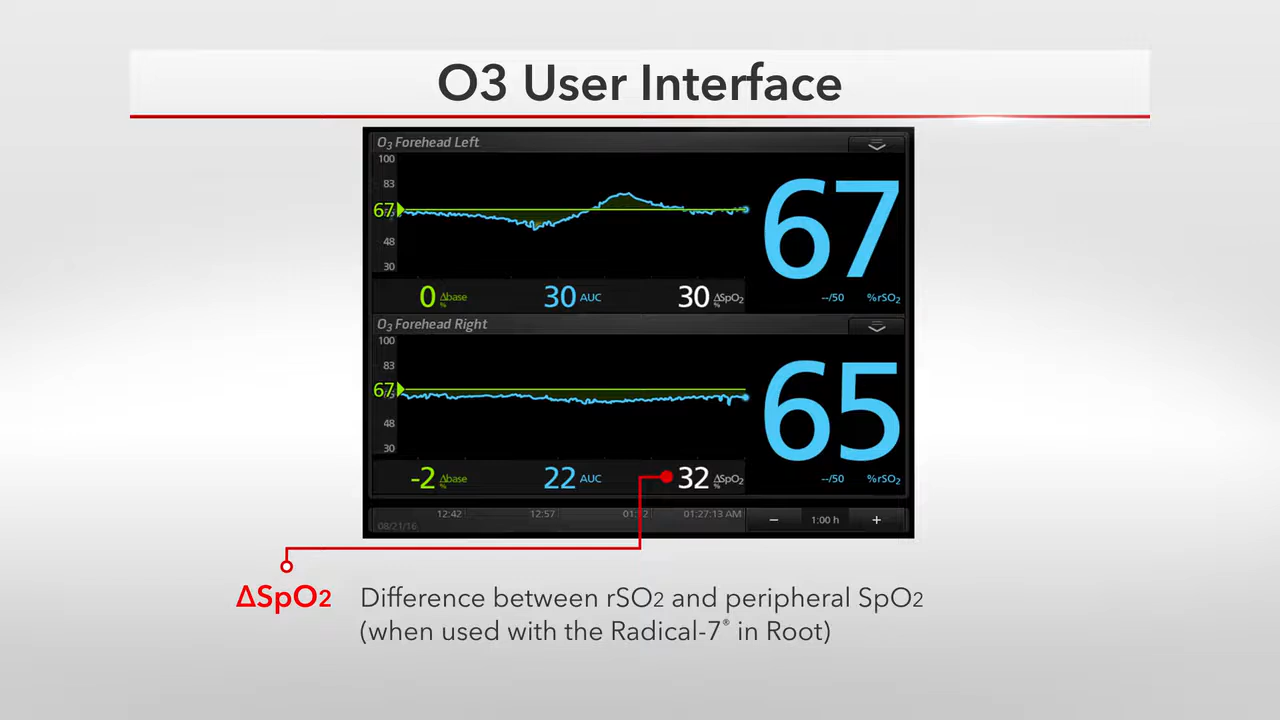 O3 User Interface
O3 Forehead Left
100
83
67
48
30
67
0 Δbase %
30 AUC
30 ΔSpO2 %
--/50 %rSO2
O3 Forehead Right
100
83
67
48
30
65
-2 Δbase %
22 AUC
32 ΔSpO2 %
--/50 %rSO2
12:42 12:57 01:27:13 AM
08/21/16
− 1:00 h +
ΔSpO2 Difference between rSO2 and peripheral SpO2
(when used with the Radical-7® in Root)